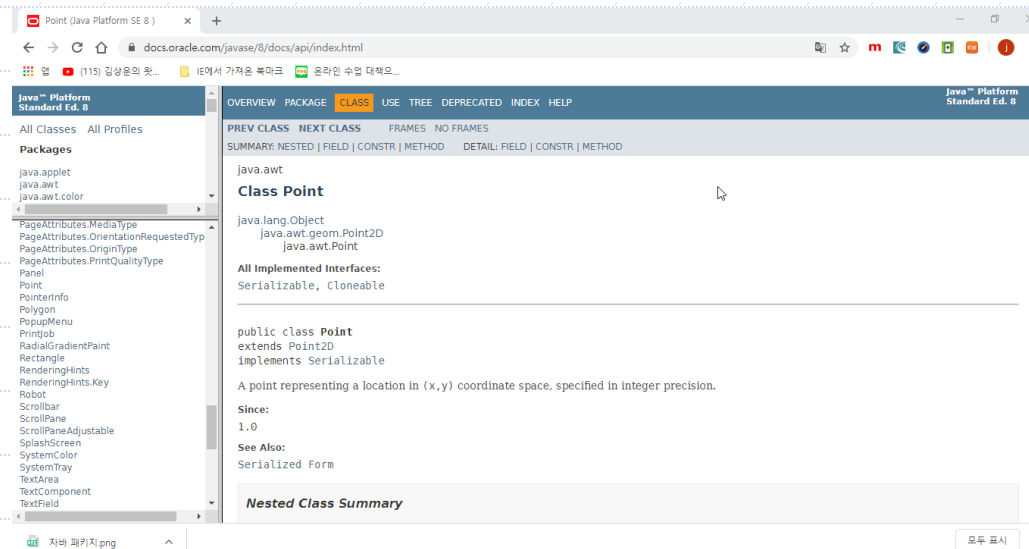 Point (Java Platform SE 8 )
docs.oracle.com/javase/8/docs/api/index.html
앱
(115) 김상운의 왓...
IE에서 가져온 북마크
온라인 수업 대책으...
Java™ Platform
Standard Ed. 8
All Classes All Profiles
Packages
java.applet
java.awt
java.awt.color
PageAttributes.MediaType
PageAttributes.OrientationRequestedTyp
PageAttributes.OriginType
PageAttributes.PrintQualityType
Panel
Point
PointerInfo
Polygon
PopupMenu
PrintJob
RadialGradientPaint
Rectangle
RenderingHints
RenderingHints.Key
Robot
Scrollbar
ScrollPane
ScrollPaneAdjustable
SplashScreen
SystemColor
SystemTray
TextArea
TextComponent
TextField
OVERVIEW PACKAGE CLASS USE TREE DEPRECATED INDEX HELP
Java™ Platform
Standard Ed. 8
PREV CLASS NEXT CLASS FRAMES NO FRAMES
SUMMARY: NESTED | FIELD | CONSTR | METHOD DETAIL: FIELD | CONSTR | METHOD
java.awt
Class Point
java.lang.Object
java.awt.geom.Point2D
java.awt.Point
All Implemented Interfaces:
Serializable, Cloneable
public class Point
extends Point2D
implements Serializable
A point representing a location in (x,y) coordinate space, specified in integer precision.
Since:
1.0
See Also:
Serialized Form
Nested Class Summary
자바 패키지.png
모두 표시